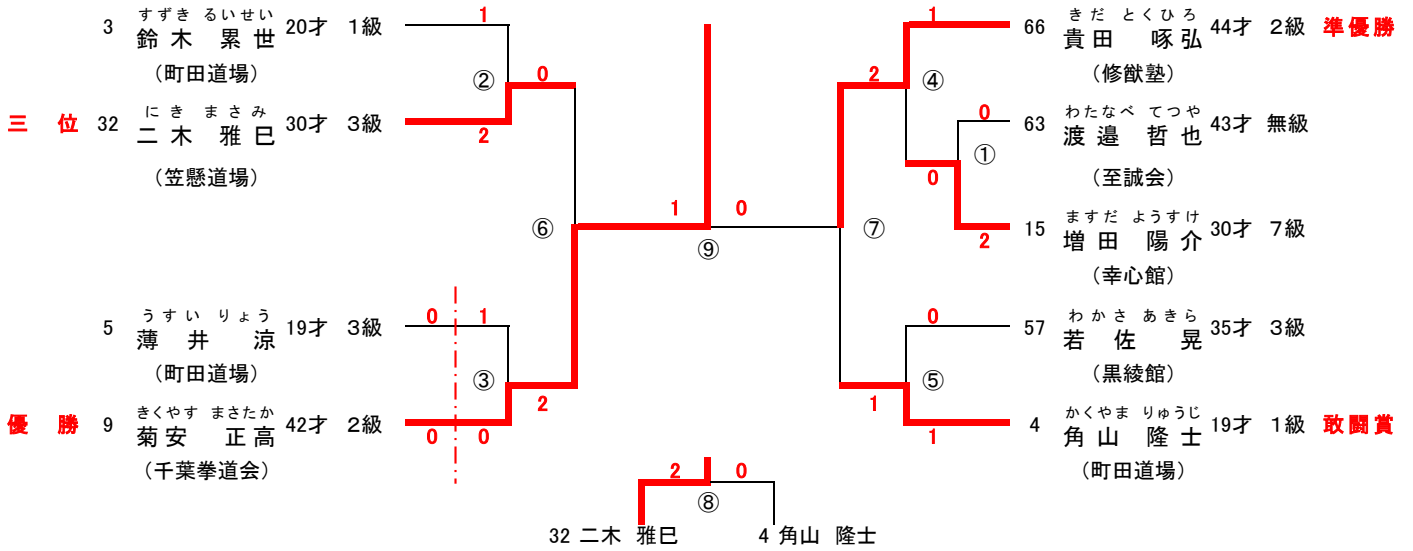 すずき るいせい
3 鈴木 累世 20才 1級
(町田道場)
1
②
0
にき まさみ
三 位 32 二木 雅巳 30才 3級
2
(笠懸道場)
⑥
うすい りょう
5 薄井 涼 19才 3級
0 1
(町田道場)
③
2
きくやす まさたか
優 勝 9 菊安 正高 42才 2級
0 0
(千葉拳道会)
1 0
⑨
1
きだ とくひろ
66 貴田 啄弘 44才 2級 準優勝
(修猷塾)
2
④
0
わたなべ てつや
63 渡邉 哲也 43才 無級
①
(至誠会)
0
ますだ ようすけ
15 増田 陽介 30才 7級
2
(幸心館)
⑦
0
わかさ あきら
57 若佐 晃 35才 3級
(黒綾館)
⑤
1
かくやま りゅうじ
4 角山 隆士 19才 1級 敢闘賞
1
(町田道場)
2 0
⑧
32 二木 雅巳 4 角山 隆士